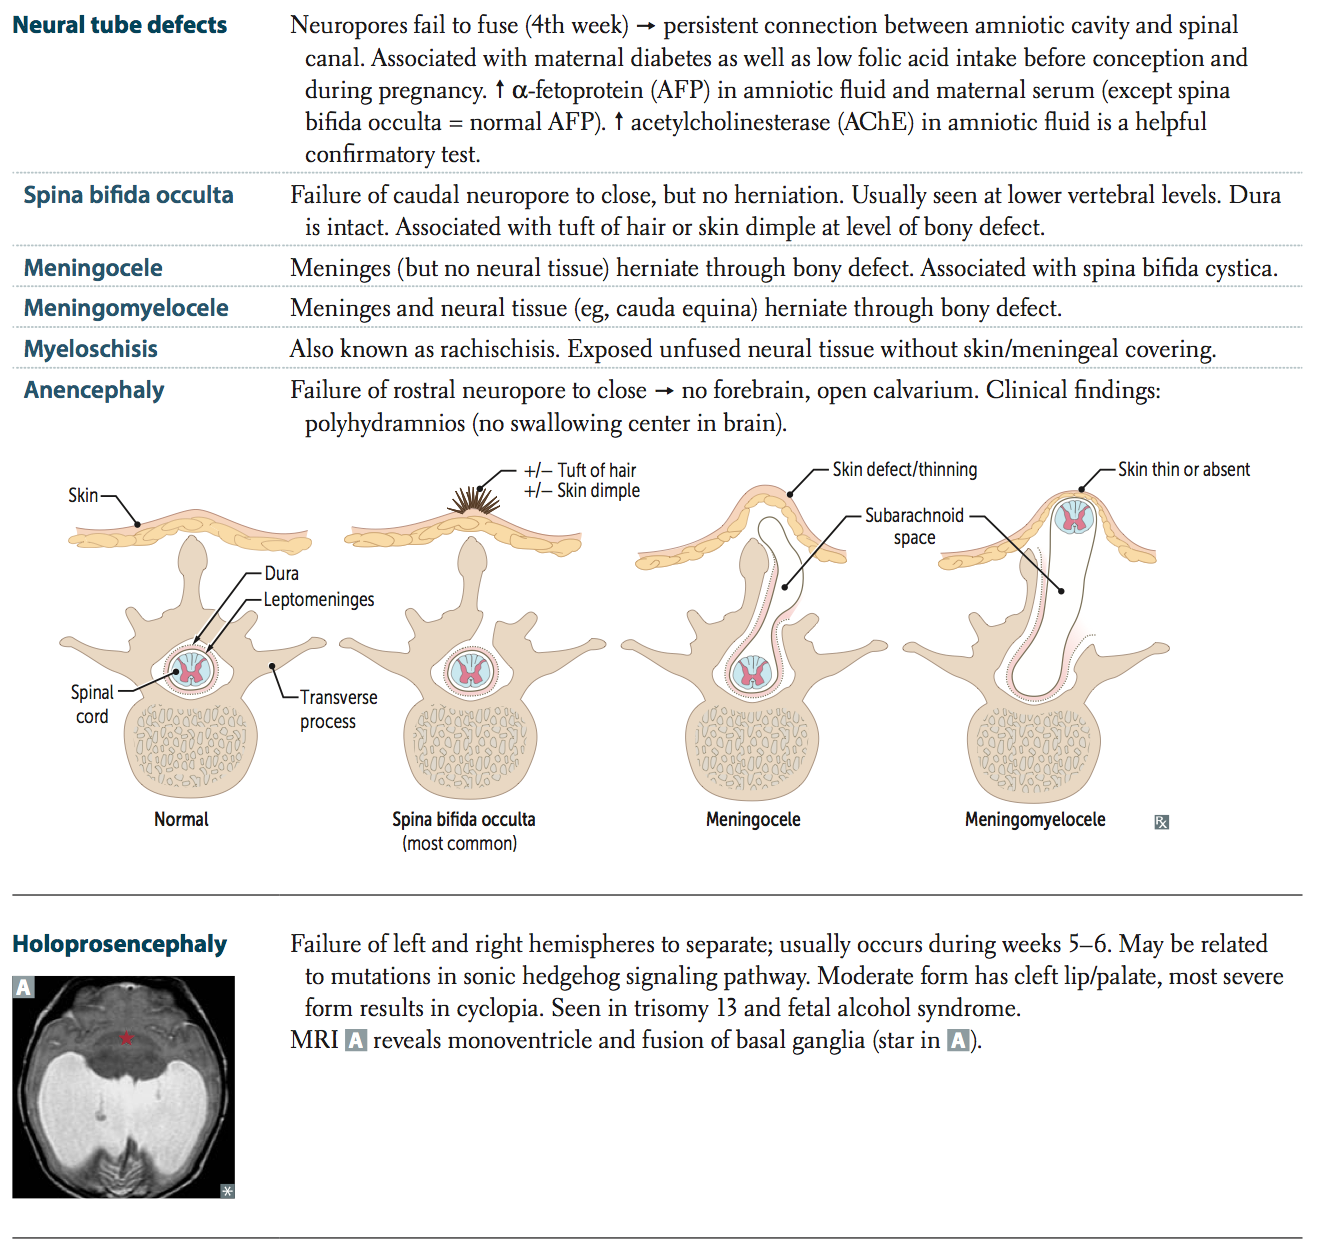 Neural tube defects
Neuropores fail to fuse (4th week) → persistent connection between amniotic cavity and spinal
canal. Associated with maternal diabetes as well as low folic acid intake before conception and
during pregnancy. ↑ α-fetoprotein (AFP) in amniotic fluid and maternal serum (except spina
bifida occulta = normal AFP). ↑ acetylcholinesterase (AChE) in amniotic fluid is a helpful
confirmatory test.
Spina bifida occulta
Failure of caudal neuropore to close, but no herniation. Usually seen at lower vertebral levels. Dura
is intact. Associated with tuft of hair or skin dimple at level of bony defect.
Meningocele
Meninges (but no neural tissue) herniate through bony defect. Associated with spina bifida cystica.
Meningomyelocele
Meninges and neural tissue (eg, cauda equina) herniate through bony defect.
Myeloschisis
Also known as rachischisis. Exposed unfused neural tissue without skin/meningeal covering.
Anencephaly
Failure of rostral neuropore to close → no forebrain, open calvarium. Clinical findings:
polyhydramnios (no swallowing center in brain).
Skin
Dura
Leptomeninges
Spinal
cord
Transverse
process
Normal
+/– Tuft of hair
+/– Skin dimple
Spina bifida occulta
(most common)
Skin defect/thinning
Subarachnoid
space
Meningocele
Skin thin or absent
Meningomyelocele
Rx
Holoprosencephaly
Failure of left and right hemispheres to separate; usually occurs during weeks 5–6. May be related
to mutations in sonic hedgehog signaling pathway. Moderate form has cleft lip/palate, most severe
form results in cyclopia. Seen in trisomy 13 and fetal alcohol syndrome.
MRI A reveals monoventricle and fusion of basal ganglia (star in A).
A